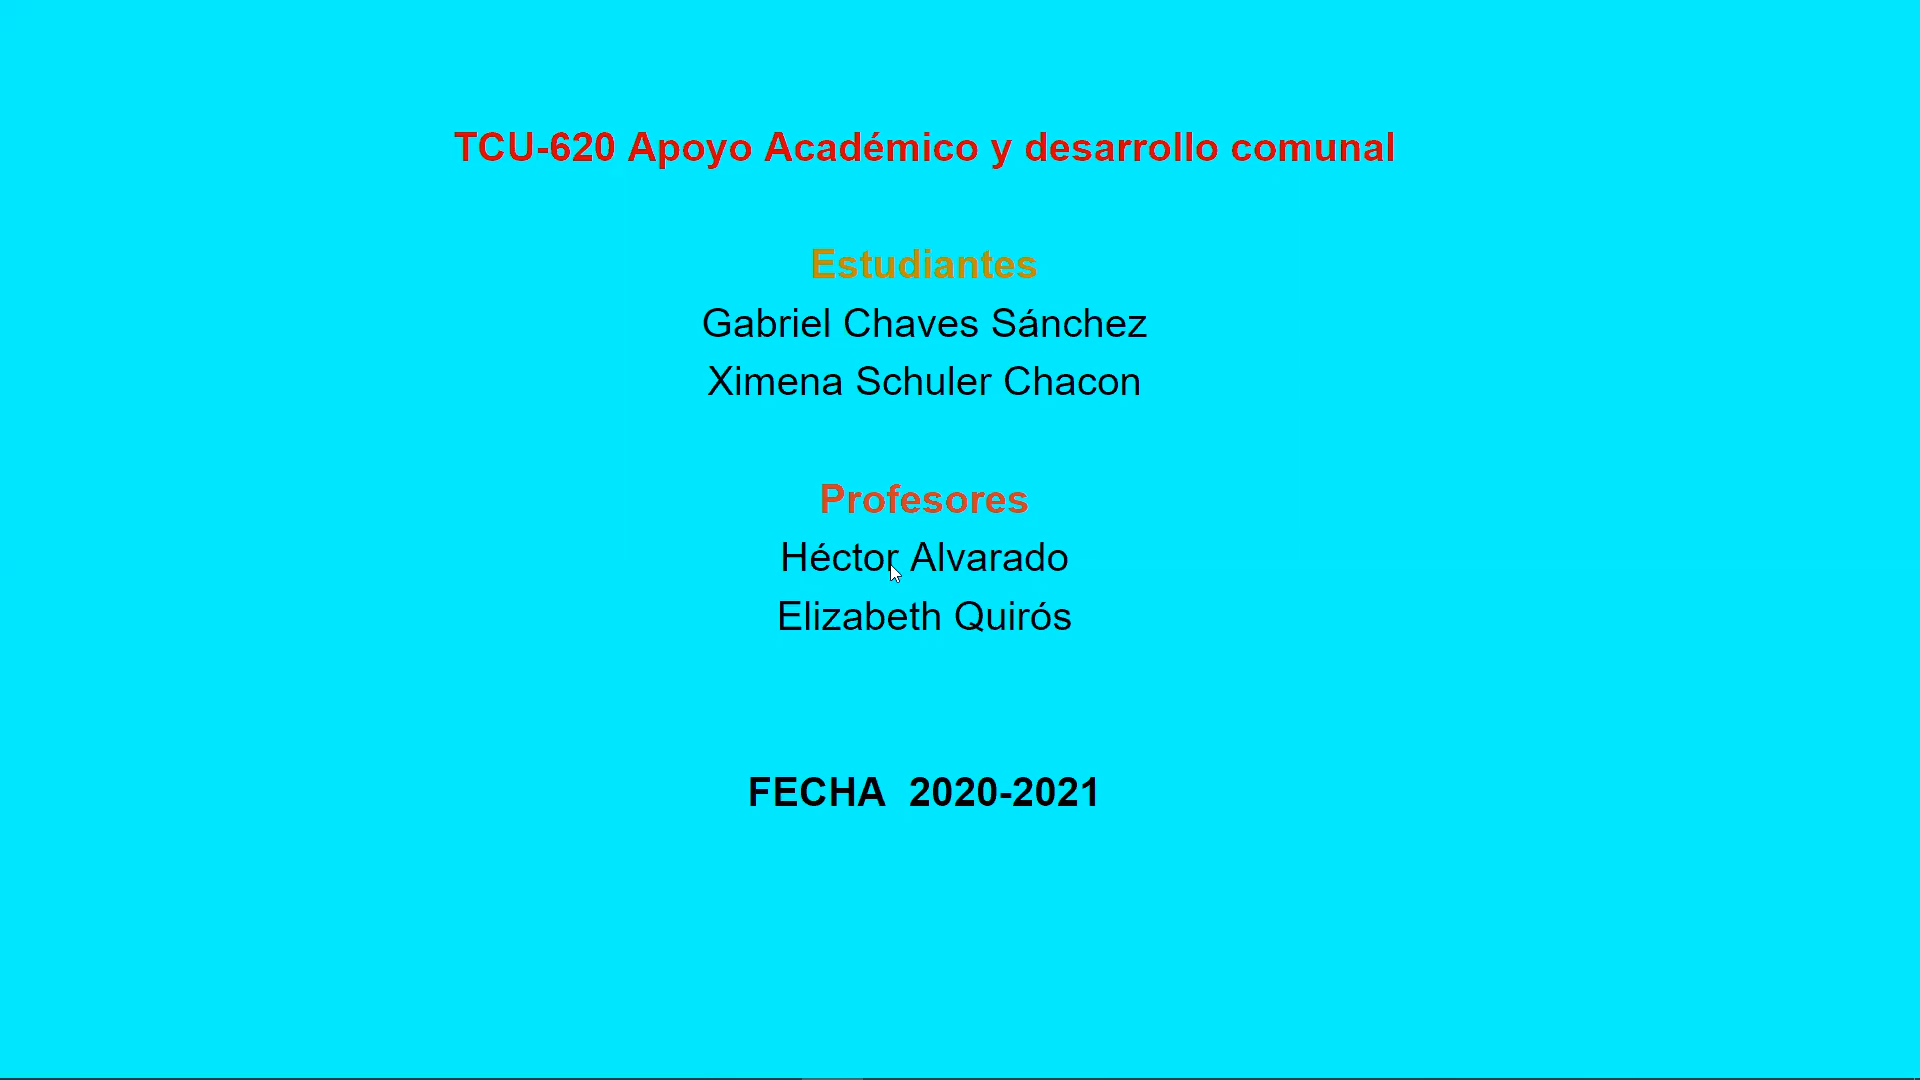 TCU-620 Apoyo Académico y desarrollo comunal
Estudiantes
Gabriel Chaves Sánchez
Ximena Schuler Chacon
Profesores
Héctor Alvarado
Elizabeth Quirós
FECHA  2020-2021